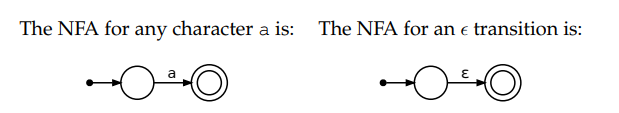 The NFA for any character a is: The NFA for an ϵ transition is:
a ε